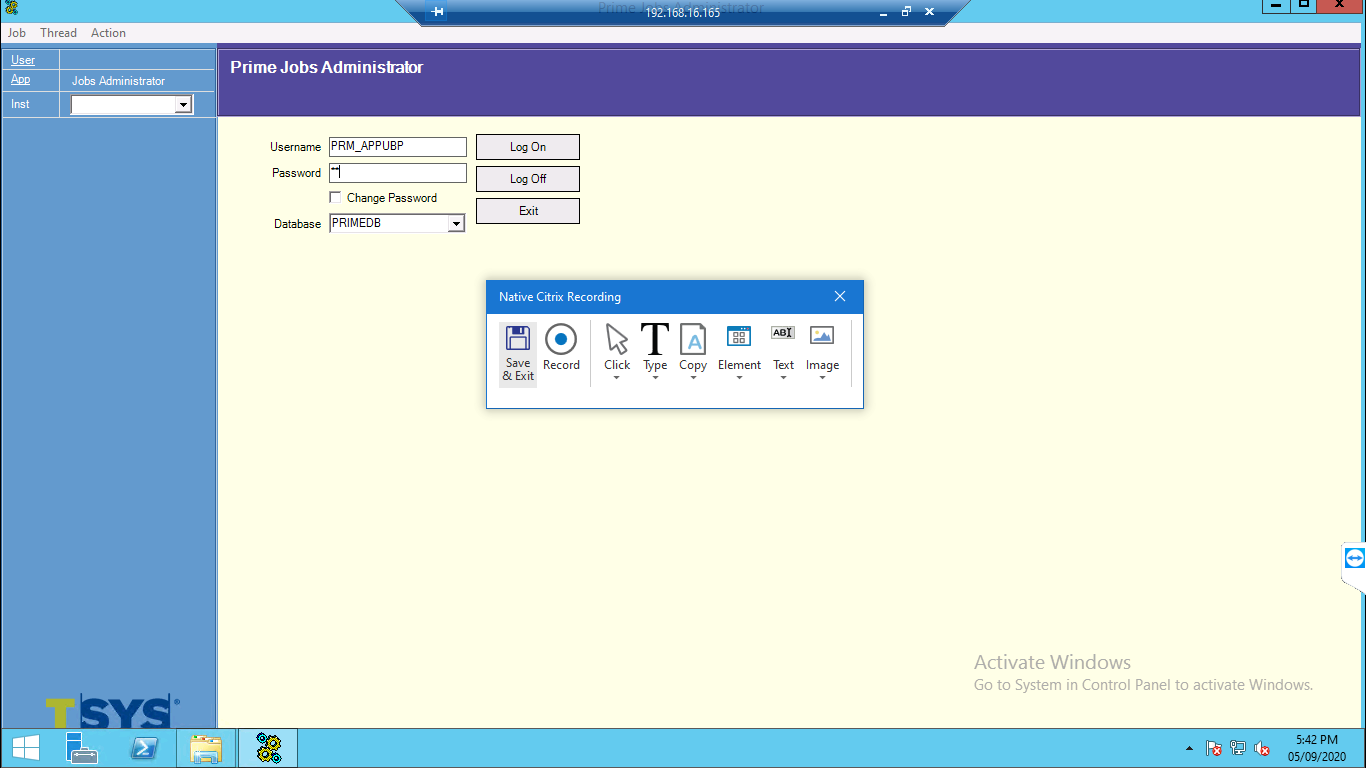 Prime Jobs Administrator
192.168.16.165
Job Thread Action
User
App Jobs Administrator
Inst
Prime Jobs Administrator
Username PRM_APPUBP Log On
Password ** Log Off
Change Password
Exit
Database PRIMEDB
Native Citrix Recording
Save & Exit
Record
Click
Type
Copy
Element
ABI
Text
Image
A
Activate Windows
Go to System in Control Panel to activate Windows.
TSYS®
5:42 PM
05/09/2020